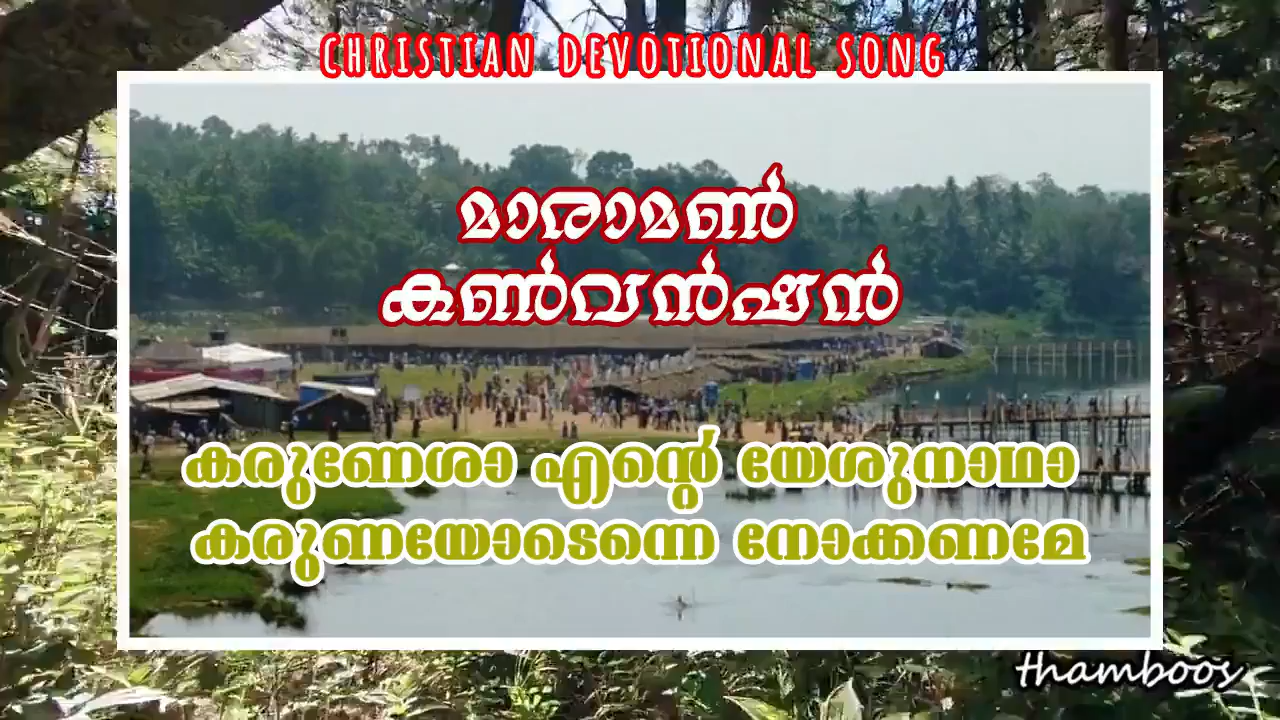 CHRISTIAN DEVOTIONAL SONG
മാരാമൺ
കൺവൻഷൻ
കരുണേശാ എന്റെ യേശുനാഥാ
കരുണയോടെന്നെ നോക്കണമേ
thamboos